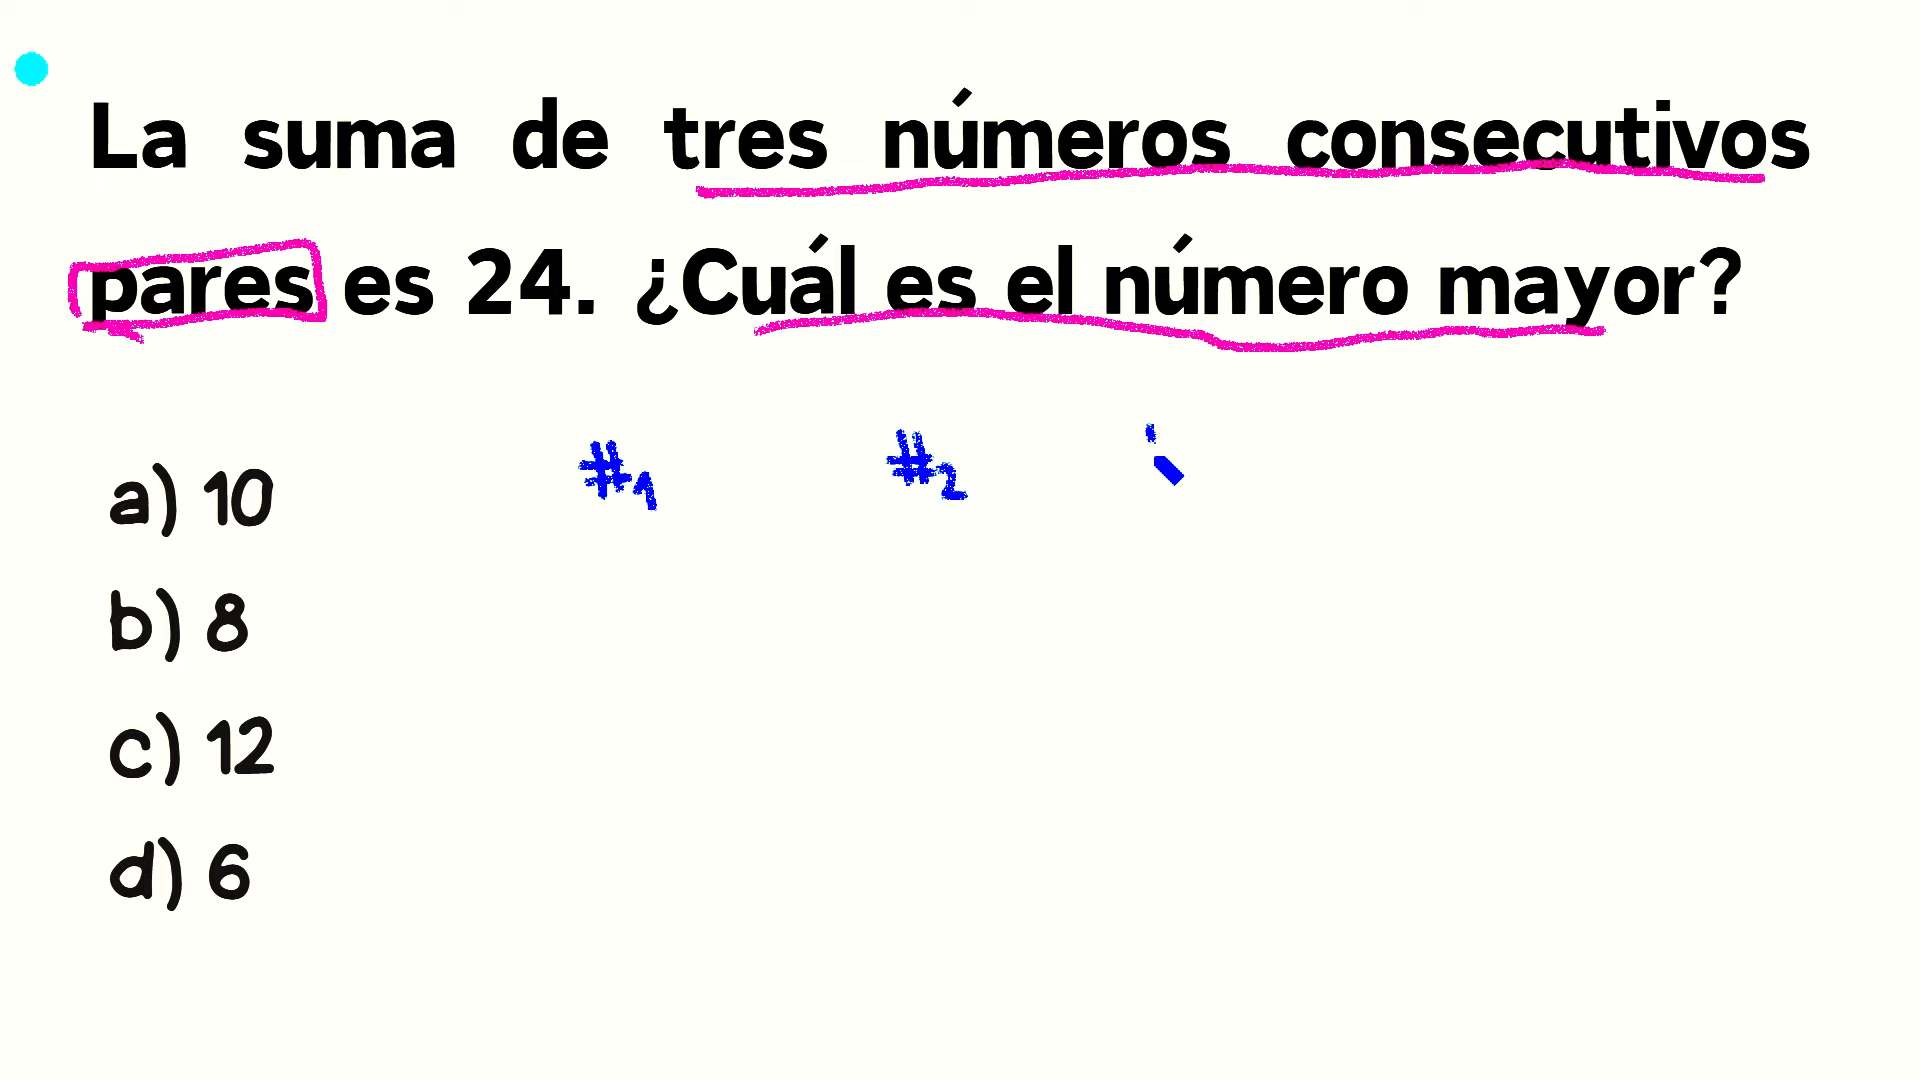 La suma de tres números consecutivos
pares es 24. ¿Cuál es el número mayor?
#1 #2
a) 10
b) 8
c) 12
d) 6